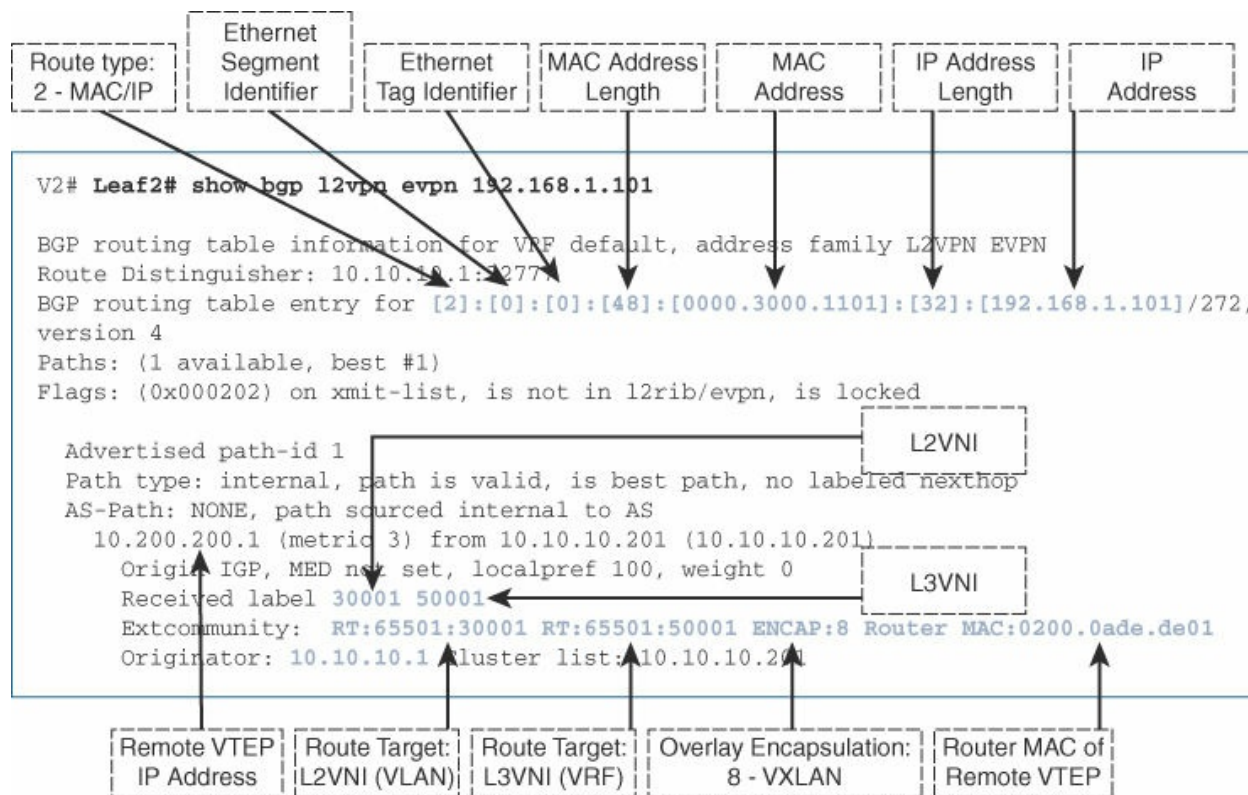 Route type:
2 - MAC/IP
Ethernet
Segment
Identifier
Ethernet
Tag Identifier
MAC Address
Length
MAC
Address
IP Address
Length
IP
Address
V2# Leaf2# show bgp l2vpn evpn 192.168.1.101
BGP routing table information for VRF default, address family L2VPN EVPN
Route Distinguisher: 10.10.10.1:32777
BGP routing table entry for [2]:[0]:[0]:[48]:[0000.3000.1101]:[32]:[192.168.1.101]/272,
version 4
Paths: (1 available, best #1)
Flags: (0x000202) on xmit-list, is not in l2rib/evpn, is locked
L2VNI
Advertised path-id 1
Path type: internal, path is valid, is best path, no labeled nexthop
AS-Path: NONE, path sourced internal to AS
10.200.200.1 (metric 3) from 10.10.10.201 (10.10.10.201)
Origin IGP, MED not set, localpref 100, weight 0
L3VNI
Received label 30001 50001
Extcommunity: RT:65501:30001 RT:65501:50001 ENCAP:8 Router MAC:0200.0ade.de01
Originator: 10.10.10.1 Cluster list: 10.10.10.201
Remote VTEP
IP Address
Route Target:
L2VNI (VLAN)
Route Target:
L3VNI (VRF)
Overlay Encapsulation:
8 - VXLAN
Router MAC of
Remote VTEP